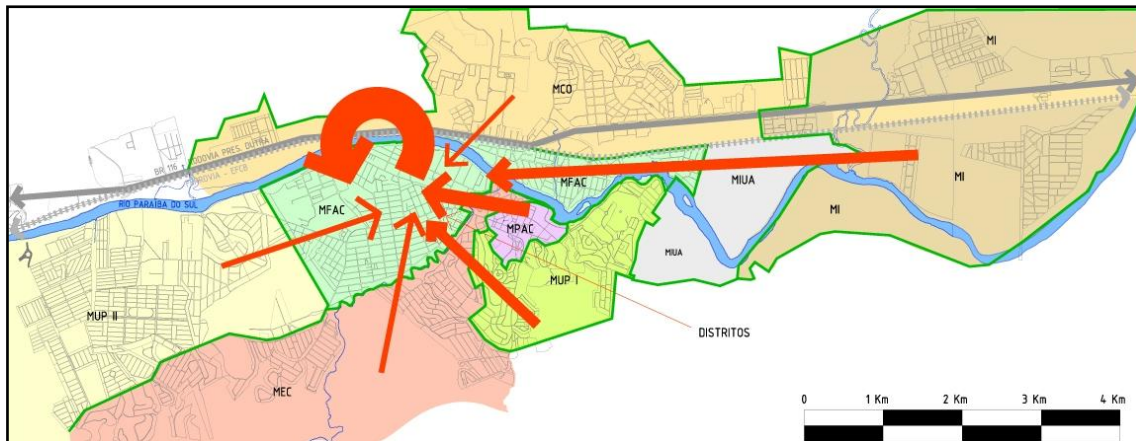 MI
MCO
BR 116 - RODOVIA PRES. DUTRA
FERROVIA - EFCB
RIO PARAÍBA DO SUL
MFAC
MFAC
MIUA
MI
MPAC
MI
MIUA
MUP I
MUP II
DISTRITOS
MEC
0 1 Km 2 Km 3 Km 4 Km